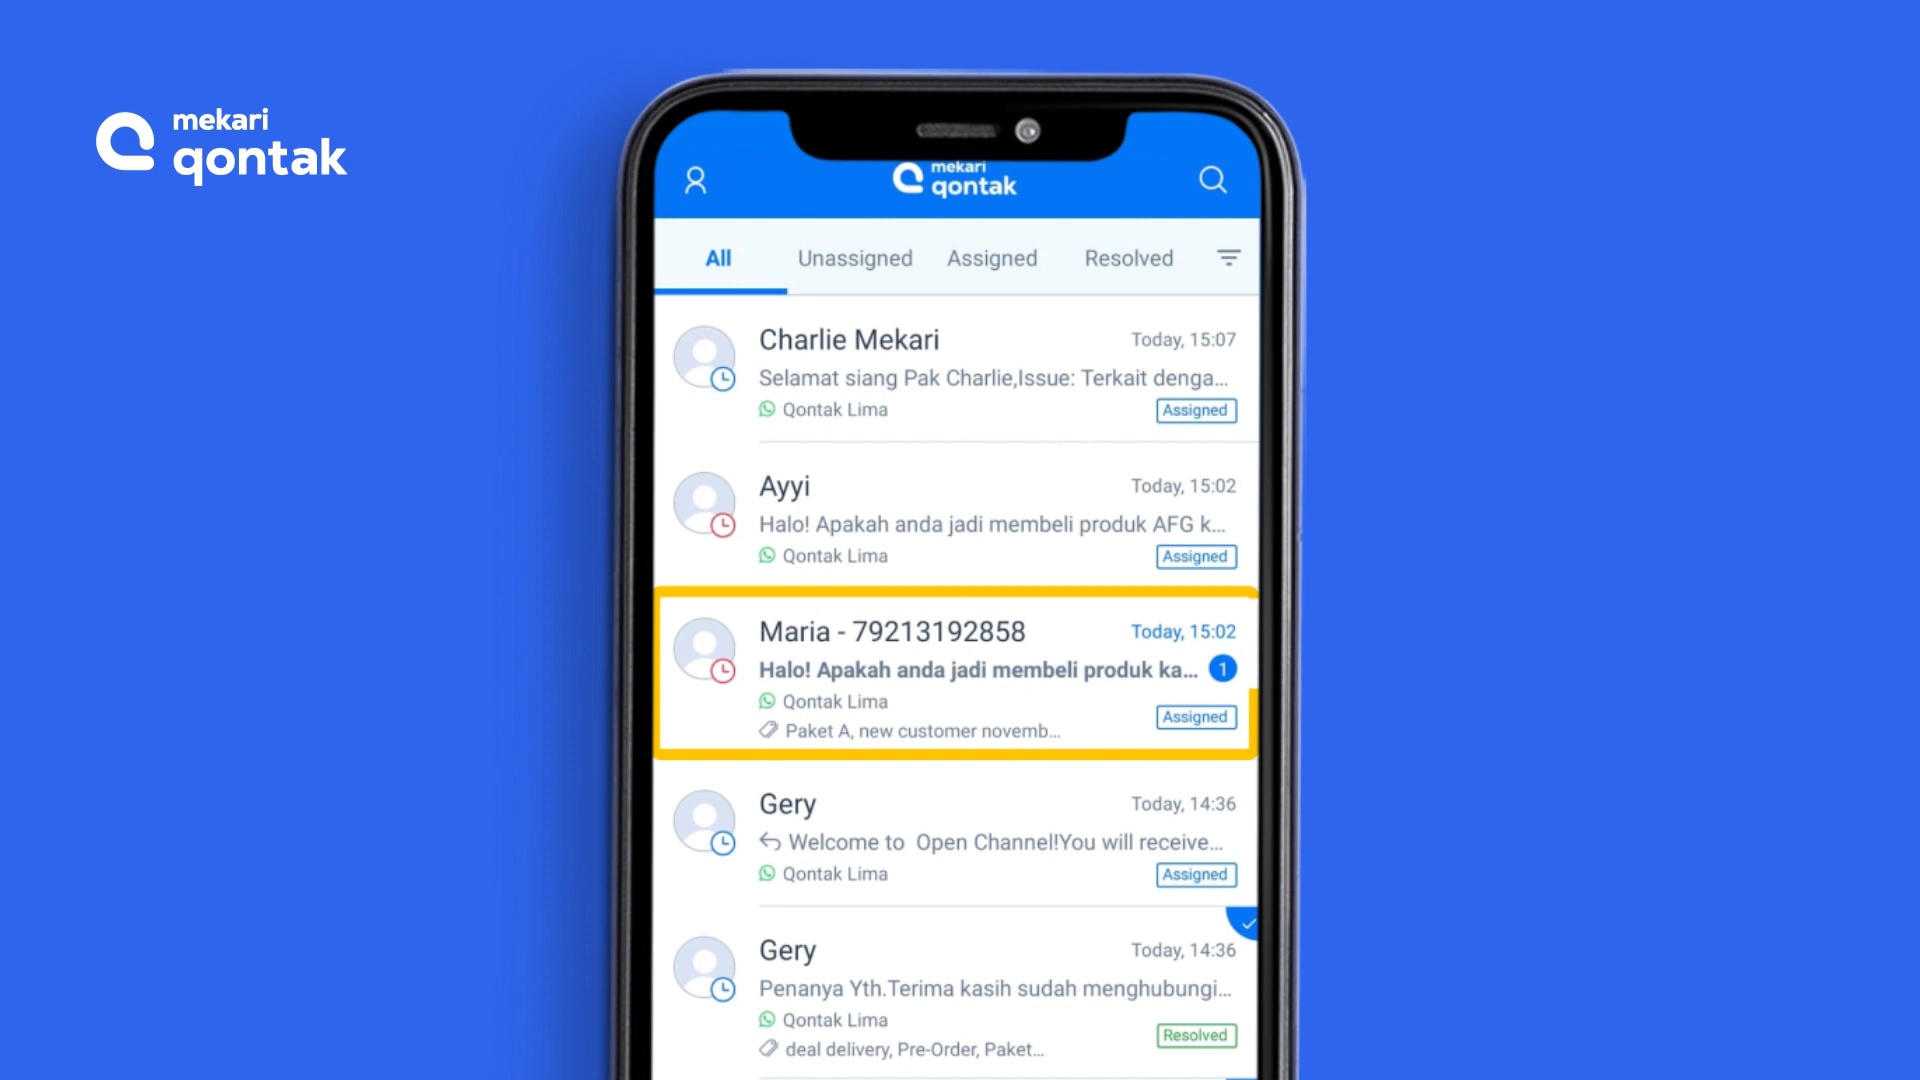 mekari
qontak
mekari
qontak
All Unassigned Assigned Resolved
Charlie Mekari Today, 15:07
Selamat siang Pak Charlie,Issue: Terkait denga...
Qontak Lima Assigned
Ayyi Today, 15:02
Halo! Apakah anda jadi membeli produk AFG k...
Qontak Lima Assigned
Maria - 79213192858 Today, 15:02
Halo! Apakah anda jadi membeli produk ka... 1
Qontak Lima
Assigned
Paket A, new customer novemb...
Gery Today, 14:36
Welcome to Open Channel!You will receive...
Qontak Lima Assigned
Gery Today, 14:36
Penanya Yth.Terima kasih sudah menghubungi...
Qontak Lima
Resolved
deal delivery, Pre-Order, Paket...